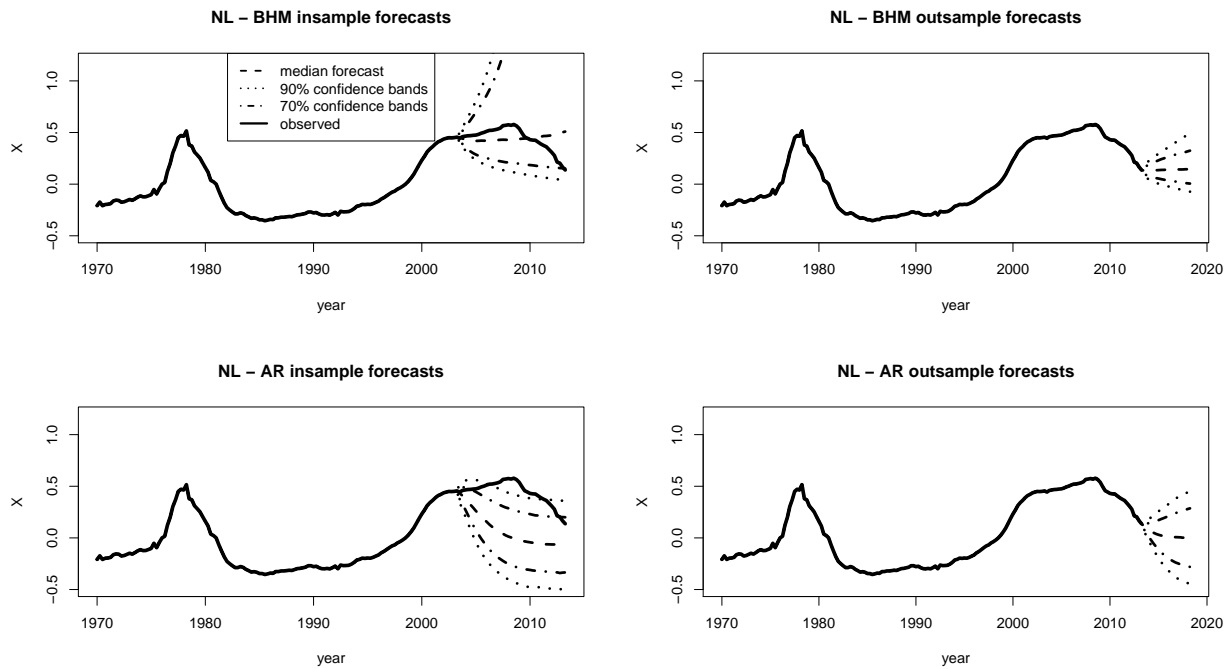 NL – BHM insample forecasts
X
1.0
0.5
0.0
−0.5
median forecast
90% confidence bands
70% confidence bands
observed
1970 1980 1990 2000 2010
year
NL – BHM outsample forecasts
X
1.0
0.5
0.0
−0.5
1970 1980 1990 2000 2010 2020
year
NL – AR insample forecasts
X
1.0
0.5
0.0
−0.5
1970 1980 1990 2000 2010
year
NL – AR outsample forecasts
X
1.0
0.5
0.0
−0.5
1970 1980 1990 2000 2010 2020
year